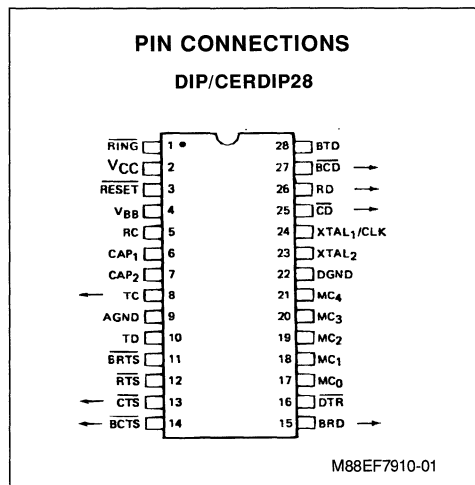 PIN CONNECTIONS
DIP/CERDIP28
RING 1 28 BTD
VCC 2 27 BCD
RESET 3 26 RD
VBB 4 25 CD
RC 5 24 XTAL1/CLK
CAP1 6 23 XTAL2
CAP2 7 22 DGND
TC 8 21 MC4
AGND 9 20 MC3
TD 10 19 MC2
BRTS 11 18 MC1
RTS 12 17 MC0
CTS 13 16 DTR
BCTS 14 15 BRD
M88EF7910-01